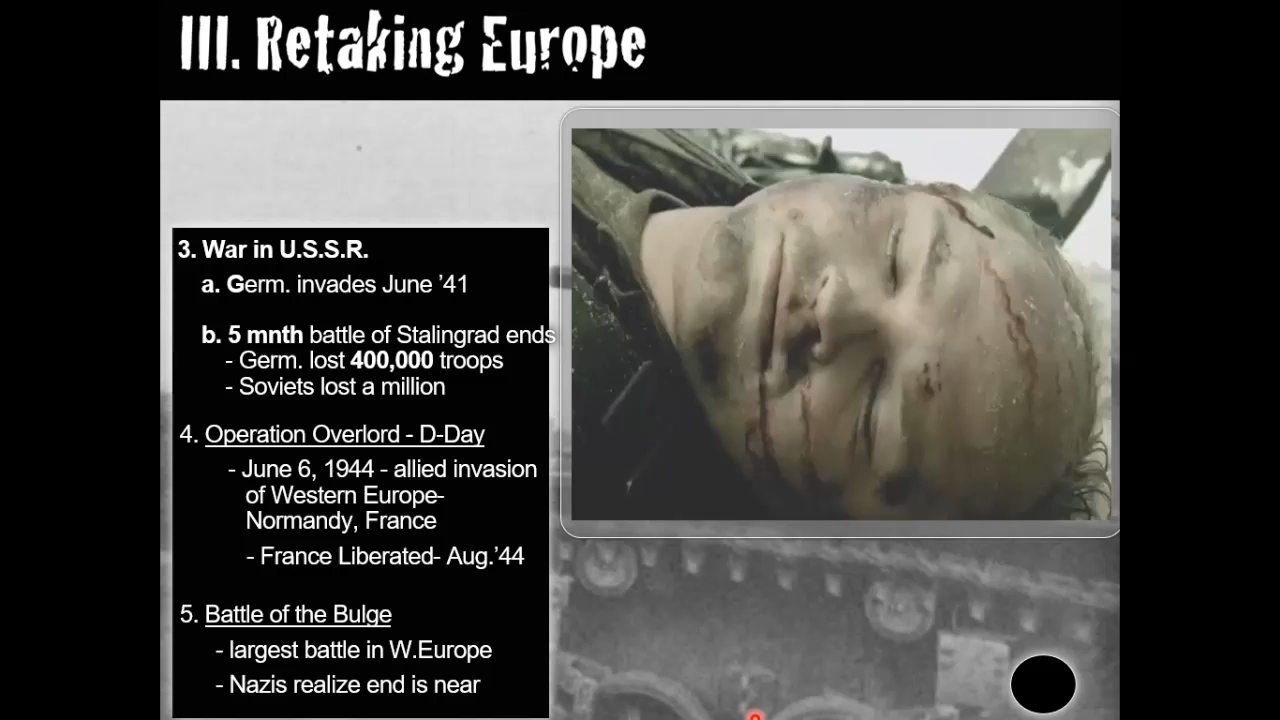 III. Retaking Europe
3. War in U.S.S.R.
a. Germ. invades June ’41
b. 5 mnth battle of Stalingrad ends
- Germ. lost 400,000 troops
- Soviets lost a million
4. Operation Overlord - D-Day
- June 6, 1944 - allied invasion
of Western Europe-
Normandy, France
- France Liberated- Aug.’44
5. Battle of the Bulge
- largest battle in W.Europe
- Nazis realize end is near